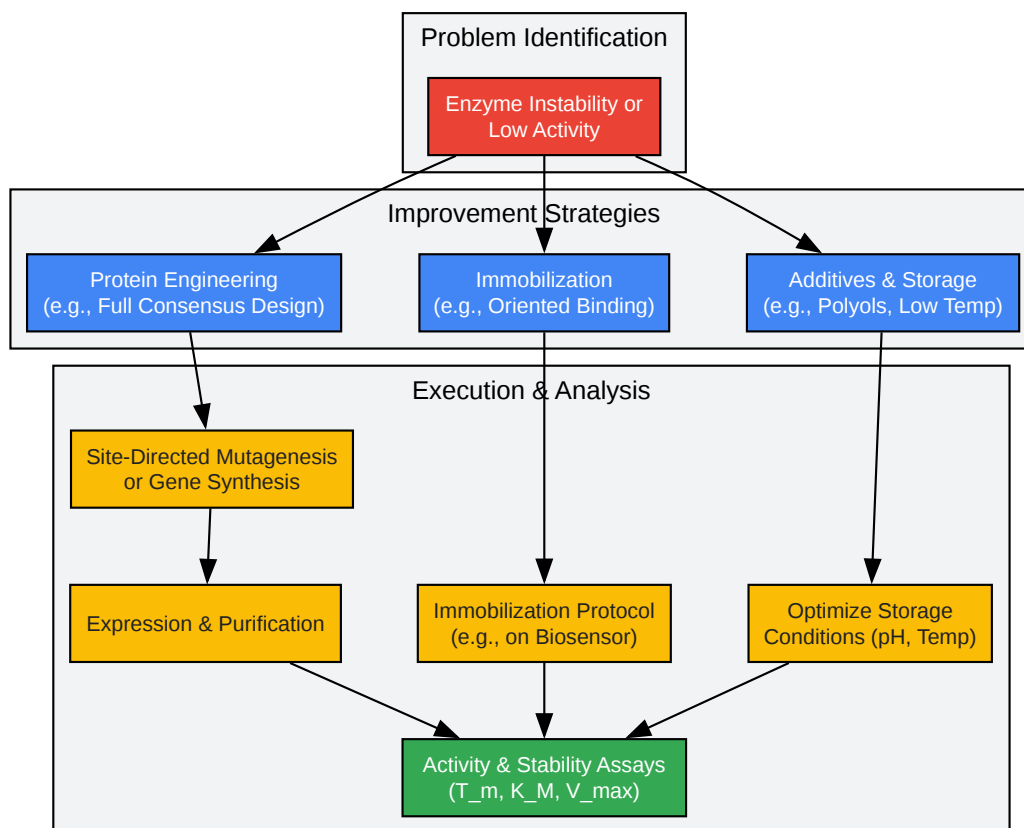 Problem Identification
Enzyme Instability or
Low Activity
Improvement Strategies
Protein Engineering
(e.g., Full Consensus Design)
Immobilization
(e.g., Oriented Binding)
Additives & Storage
(e.g., Polyols, Low Temp)
Execution & Analysis
Site-Directed Mutagenesis
or Gene Synthesis
Expression & Purification
Immobilization Protocol
(e.g., on Biosensor)
Optimize Storage
Conditions (pH, Temp)
Activity & Stability Assays
(T_m, K_M, V_max)